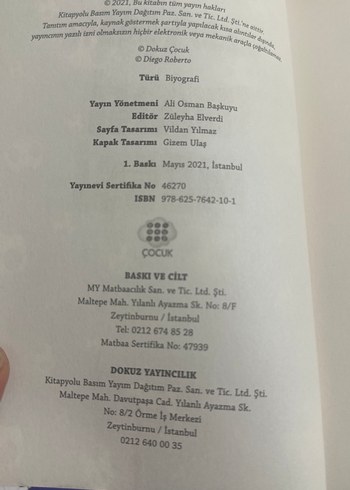 © 2021, Bu kitabın tüm yayın hakları
Kitapyolu Basım Yayım Dağıtım Paz. San. ve Tic. Ltd. Şti.'ne aittir.
Tanıtım amacıyla, kaynak göstermek şartıyla yapılacak kısa alıntılar dışında,
yayıncının yazılı izni olmaksızın hiçbir elektronik veya mekanik araçla çoğaltılamaz.
© Dokuz Çocuk
© Diego Roberto
Türü Biyografi
Yayın Yönetmeni Ali Osman Başkuyu
Editör Züleyha Elverdi
Sayfa Tasarımı Vildan Yılmaz
Kapak Tasarımı Gizem Ulaş
1. Baskı Mayıs 2021, İstanbul
Yayınevi Sertifika No 46270
ISBN 978-625-7642-10-1
ÇOCUK
BASKI VE CİLT
MY Matbaacılık San. ve Tic. Ltd. Şti.
Maltepe Mah. Yılanlı Ayazma Sk. No: 8/F
Zeytinburnu / İstanbul
Tel: 0212 674 85 28
Matbaa Sertifika No: 47939
DOKUZ YAYINCILIK
Kitapyolu Basım Yayım Dağıtım Paz. San. ve Tic. Ltd. Şti.
Maltepe Mah. Davutpaşa Cad. Yılanlı Ayazma Sk.
No: 8/2 Örme İş Merkezi
Zeytinburnu / İstanbul
0212 640 00 35